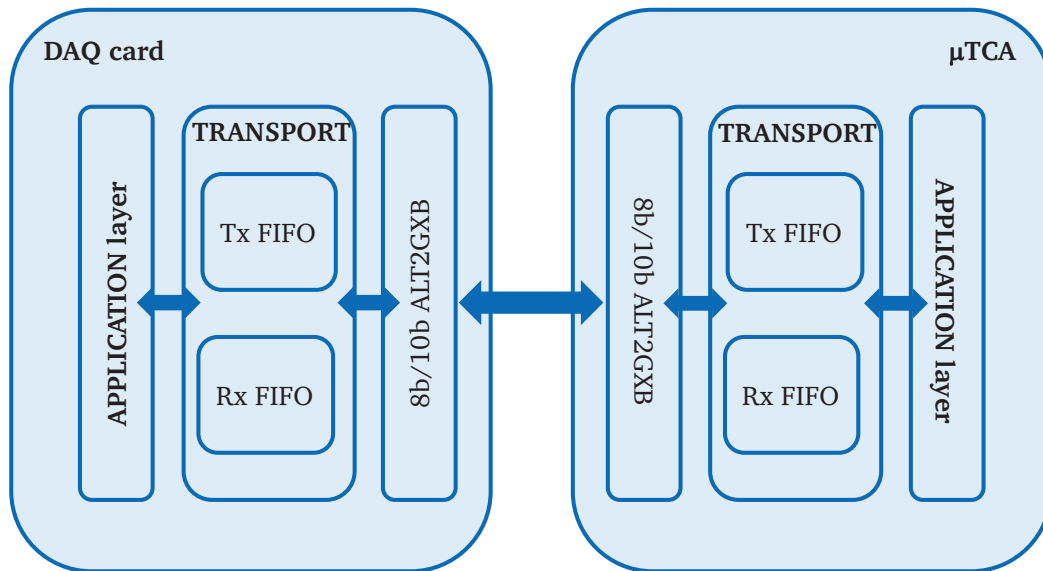 DAQ card
APPLICATION layer
TRANSPORT
Tx FIFO
Rx FIFO
8b/10b ALT2GXB
μTCA
8b/10b ALT2GXB
TRANSPORT
Tx FIFO
Rx FIFO
APPLICATION layer